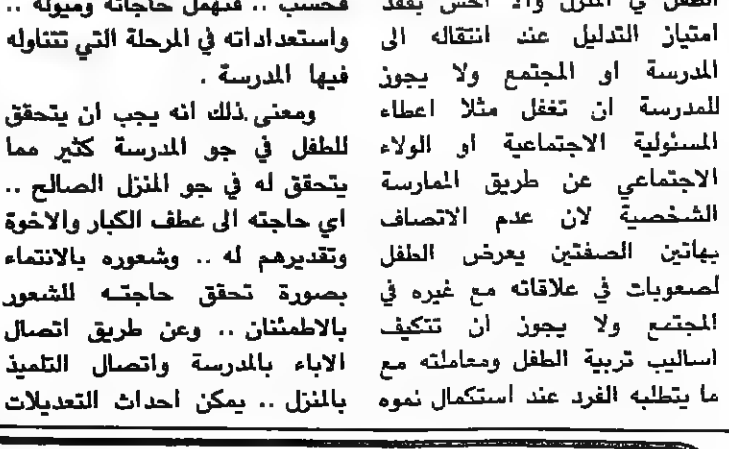 الطفل في المنزل والا احس بفقد
امتياز التدليل عند انتقاله الى
المدرسة او المجتمع ولا يجوز
للمدرسة ان تغفل مثلا اعطاء
المسئولية الاجتماعية او الولاء
الاجتماعي عن طريق الممارسة
الشخصية لان عدم الاتصاف
بهاتين الصفتين يعرض الطفل
لصعوبات في علاقاته مع غيره في
المجتمع ولا يجوز ان تتكيف
اساليب تربية الطفل ومعاملته مع
ما يتطلبه الفرد عند استكمال نموه
فحسب .. فتهمل حاجاته وميوله ..
واستعداداته في المرحلة التي تتناوله
فيها المدرسة .
ومعنى ذلك انه يجب ان يتحقق
للطفل في جو المدرسة كثير مما
يتحقق له في جو المنزل الصالح ..
اي حاجته الى عطف الكبار والاخوة
وتقديرهم له .. وشعوره بالانتماء
بصورة تحقق حاجته للشعور
بالاطمئنان .. وعن طريق اتصال
الاباء بالمدرسة واتصال التلميذ
بالمنزل .. يمكن احداث التعديلات